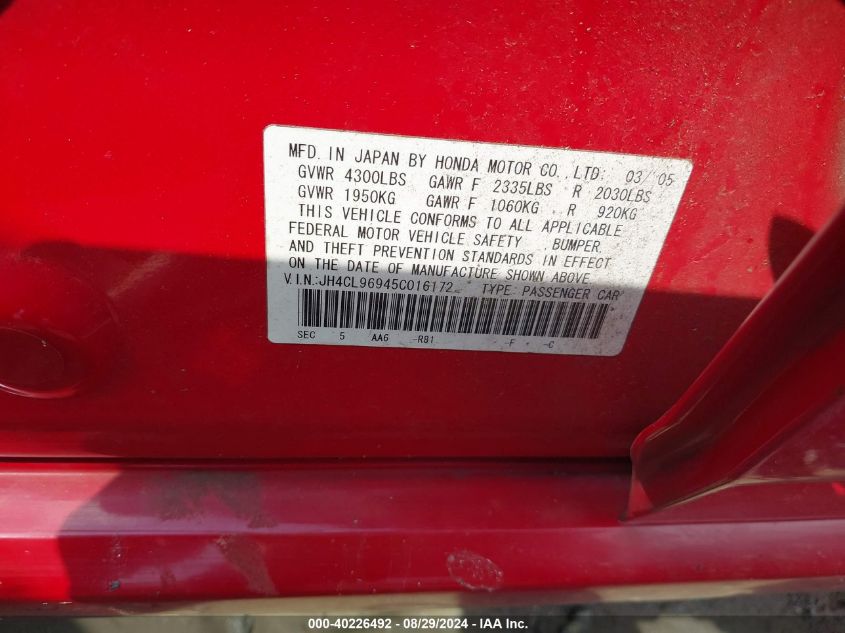 MFD. IN JAPAN BY HONDA MOTOR CO., LTD: 03/'05
GVWR 4300LBS GAWR F 2335LBS R 2030LBS
GVWR 1950KG GAWR F 1060KG R 920KG
THIS VEHICLE CONFORMS TO ALL APPLICABLE
FEDERAL MOTOR VEHICLE SAFETY , BUMPER
AND THEFT PREVENTION STANDARDS IN EFFECT
ON THE DATE OF MANUFACTURE SHOWN ABOVE.
V.I.N.:JH4CL96945C016172 TYPE: PASSENGER CAR
SEC 5 AA6 -R81 -F -C
000-40226492 - 08/29/2024 - IAA Inc.